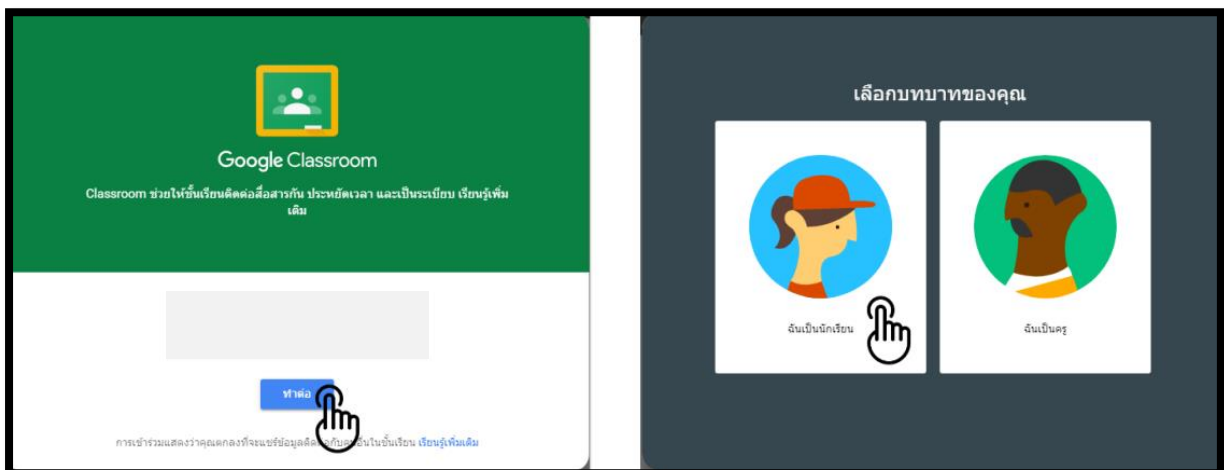 Google Classroom
Classroom ช่วยให้ชั้นเรียนติดต่อสื่อสารกัน ประหยัดเวลา และเป็นระเบียบ เรียนรู้เพิ่ม
เติม
ทำต่อ
การเข้าร่วมแสดงว่าคุณตกลงที่จะแชร์ข้อมูลติดต่อกับคนอื่นในชั้นเรียน เรียนรู้เพิ่มเติม
เลือกบทบาทของคุณ
ฉันเป็นนักเรียน
ฉันเป็นครู